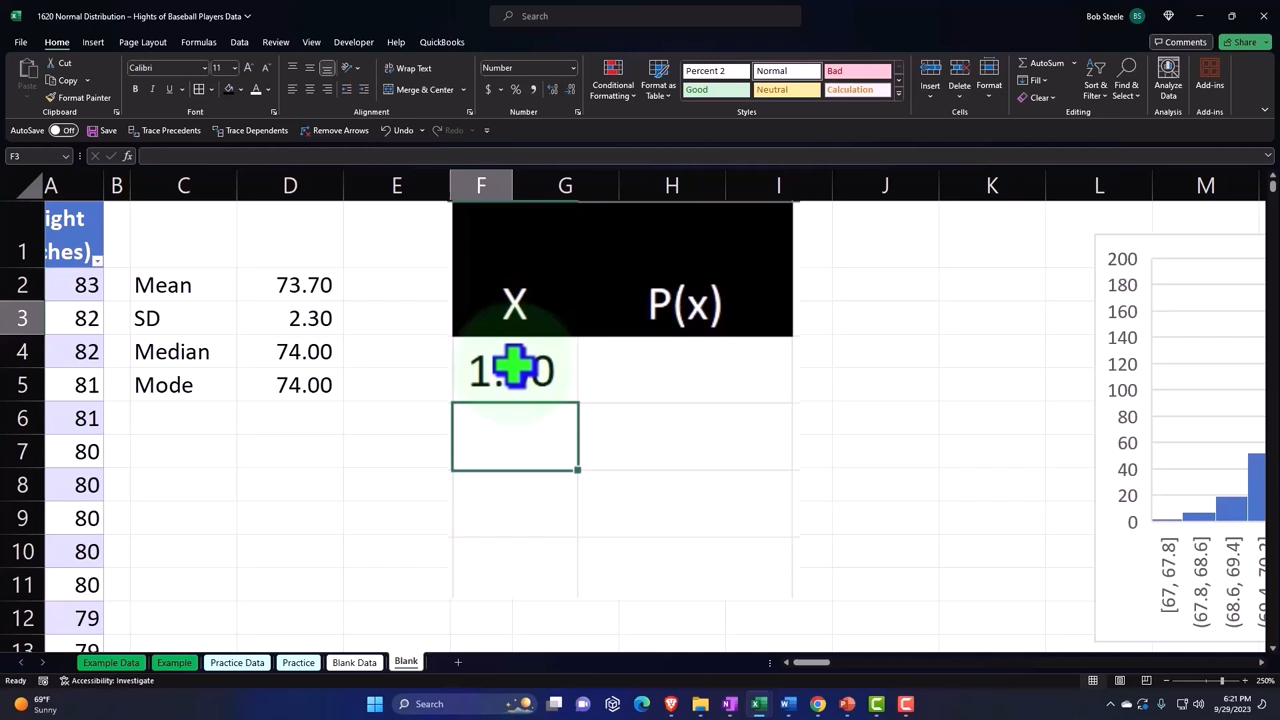 1620 Normal Distribution – Hights of Baseball Players Data
Search
Bob Steele
BS
File Home Insert Page Layout Formulas Data Review View Developer Help QuickBooks
Comments
Share
Cut
Copy
Format Painter
Paste
Clipboard
Calibri
11
B I U
Font
Wrap Text
Merge & Center
Alignment
Number
$ % ,
Number
Conditional Formatting
Format as Table
Percent 2
Normal
Bad
Good
Neutral
Calculation
Styles
Insert
Delete
Format
Cells
AutoSum
Fill
Clear
Sort & Filter
Find & Select
Editing
Analyze Data
Analysis
Add-ins
Add-ins
AutoSave Off Save Trace Precedents Trace Dependents Remove Arrows Undo Redo
F3
fx
A B C D E F G H I J K L M
1 ight
ches)
X P(x)
2 83 Mean 73.70
3 82 SD 2.30
4 82 Median 74.00
5 81 Mode 74.00
6 81
7 80
8 80
9 80
10 80
11 80
12 79
13 79
200
180
160
140
120
100
80
60
40
20
0
[67, 67.8]
(67.8, 68.6]
(68.6, 69.4]
Example Data Example Practice Data Practice Blank Data Blank
Ready
Accessibility: Investigate
250%
69°F
Sunny
Search
6:21 PM
9/29/2023